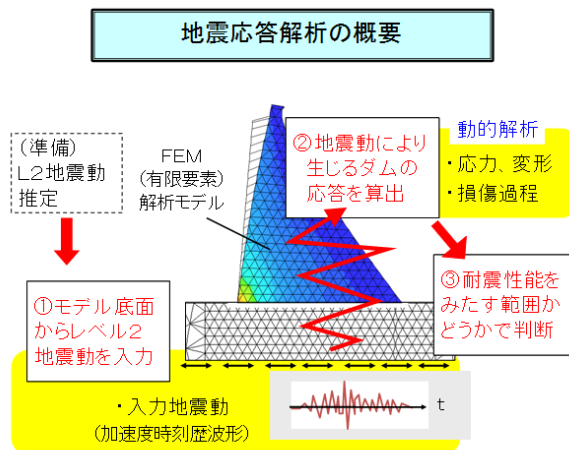 地震応答解析の概要
(準備)
L2地震動
推定
FEM
(有限要素)
解析モデル
②地震動により
生じるダムの
応答を算出
動的解析
・応力、変形
・損傷過程
①モデル底面
からレベル2
地震動を入力
③耐震性能を
みたす範囲か
どうかで判断
・入力地震動
(加速度時刻歴波形)
t